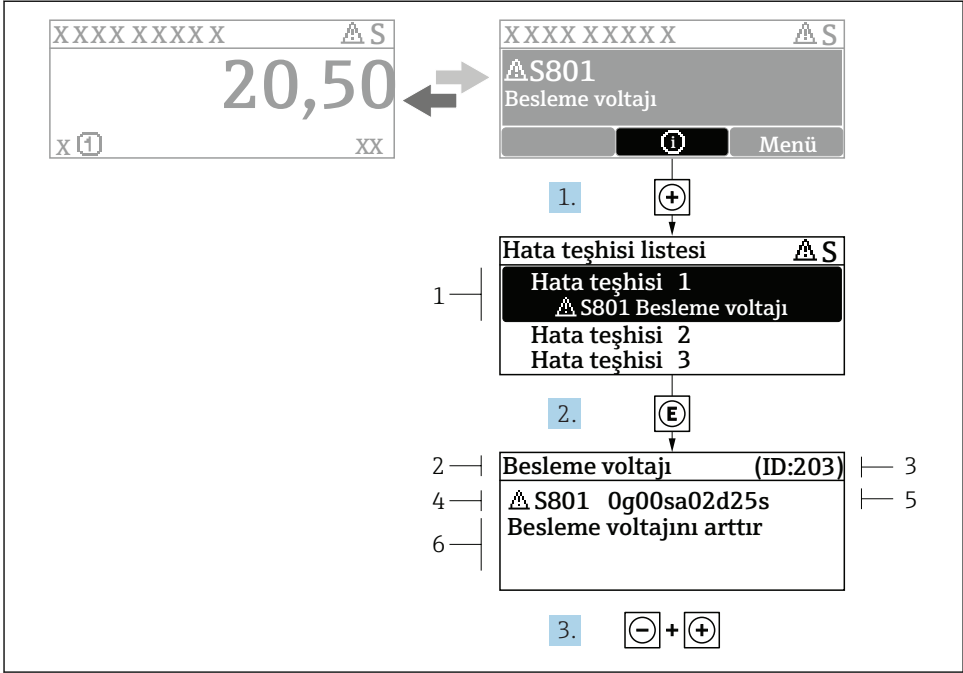 XXXX XXXXX ⚠ S
20,50
X 1 XX
XXXX XXXXX ⚠ S
⚠S801
Besleme voltajı
i Menü
1. +
Hata teşhisi listesi ⚠ S
1
Hata teşhisi 1
⚠ S801 Besleme voltajı
Hata teşhisi 2
Hata teşhisi 3
2. E
2 Besleme voltajı (ID:203) 3
4 ⚠ S801 0g00sa02d25s 5
Besleme voltajını arttır
6
3. - + +